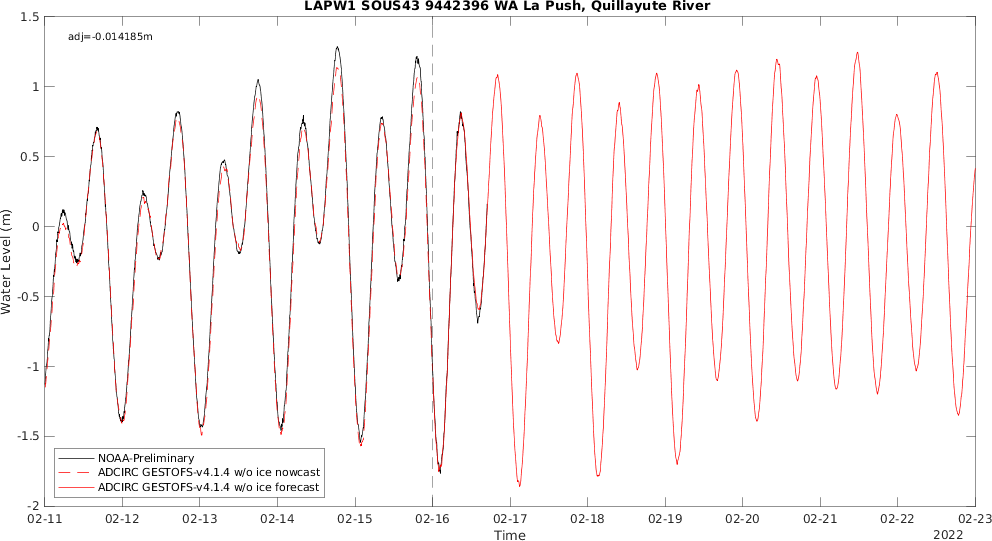 LAPW1 SOUS43 9442396 WA La Push, Quillayute River
adj=-0.014185m
1.5
1
0.5
0
-0.5
-1
-1.5
-2
Water Level (m)
NOAA-Preliminary
ADCIRC GESTOFS-v4.1.4 w/o ice nowcast
ADCIRC GESTOFS-v4.1.4 w/o ice forecast
02-11 02-12 02-13 02-14 02-15 02-16 02-17 02-18 02-19 02-20 02-21 02-22 02-23
Time
2022